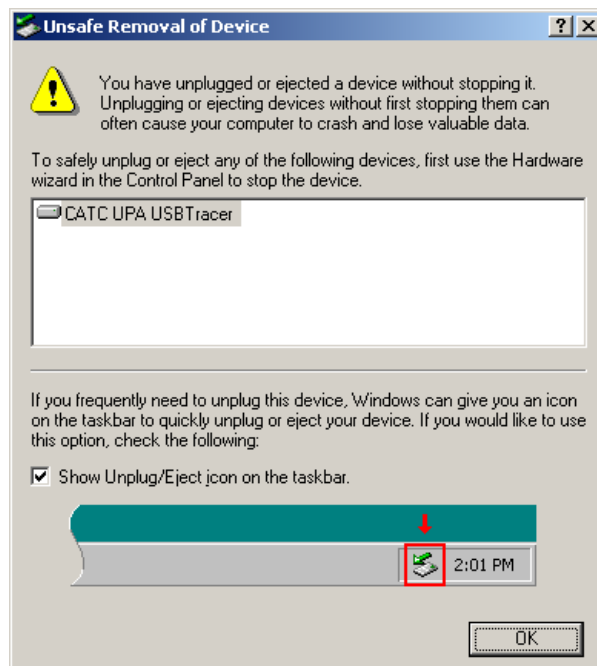 Unsafe Removal of Device
You have unplugged or ejected a device without stopping it.
Unplugging or ejecting devices without first stopping them can
often cause your computer to crash and lose valuable data.
To safely unplug or eject any of the following devices, first use the Hardware
wizard in the Control Panel to stop the device.
CATC UPA USBTracer
If you frequently need to unplug this device, Windows can give you an icon
on the taskbar to quickly unplug or eject your device. If you would like to use
this option, check the following:
Show Unplug/Eject icon on the taskbar.
2:01 PM
OK